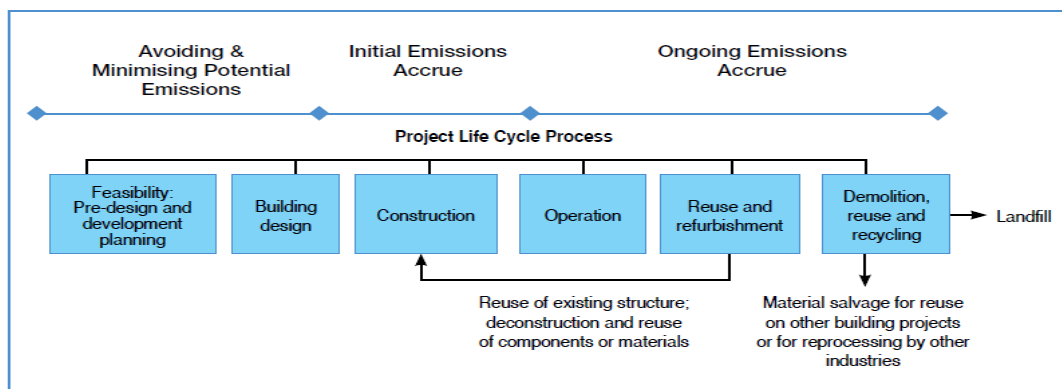 Avoiding &
Minimising Potential
Emissions
Initial Emissions
Accrue
Ongoing Emissions
Accrue
Project Life Cycle Process
Feasibility:
Pre-design and
development
planning
Building
design
Construction
Operation
Reuse and
refurbishment
Demolition,
reuse and
recycling
Landfill
Reuse of existing structure;
deconstruction and reuse
of components or materials
Material salvage for reuse
on other building projects
or for reprocessing by other
industries